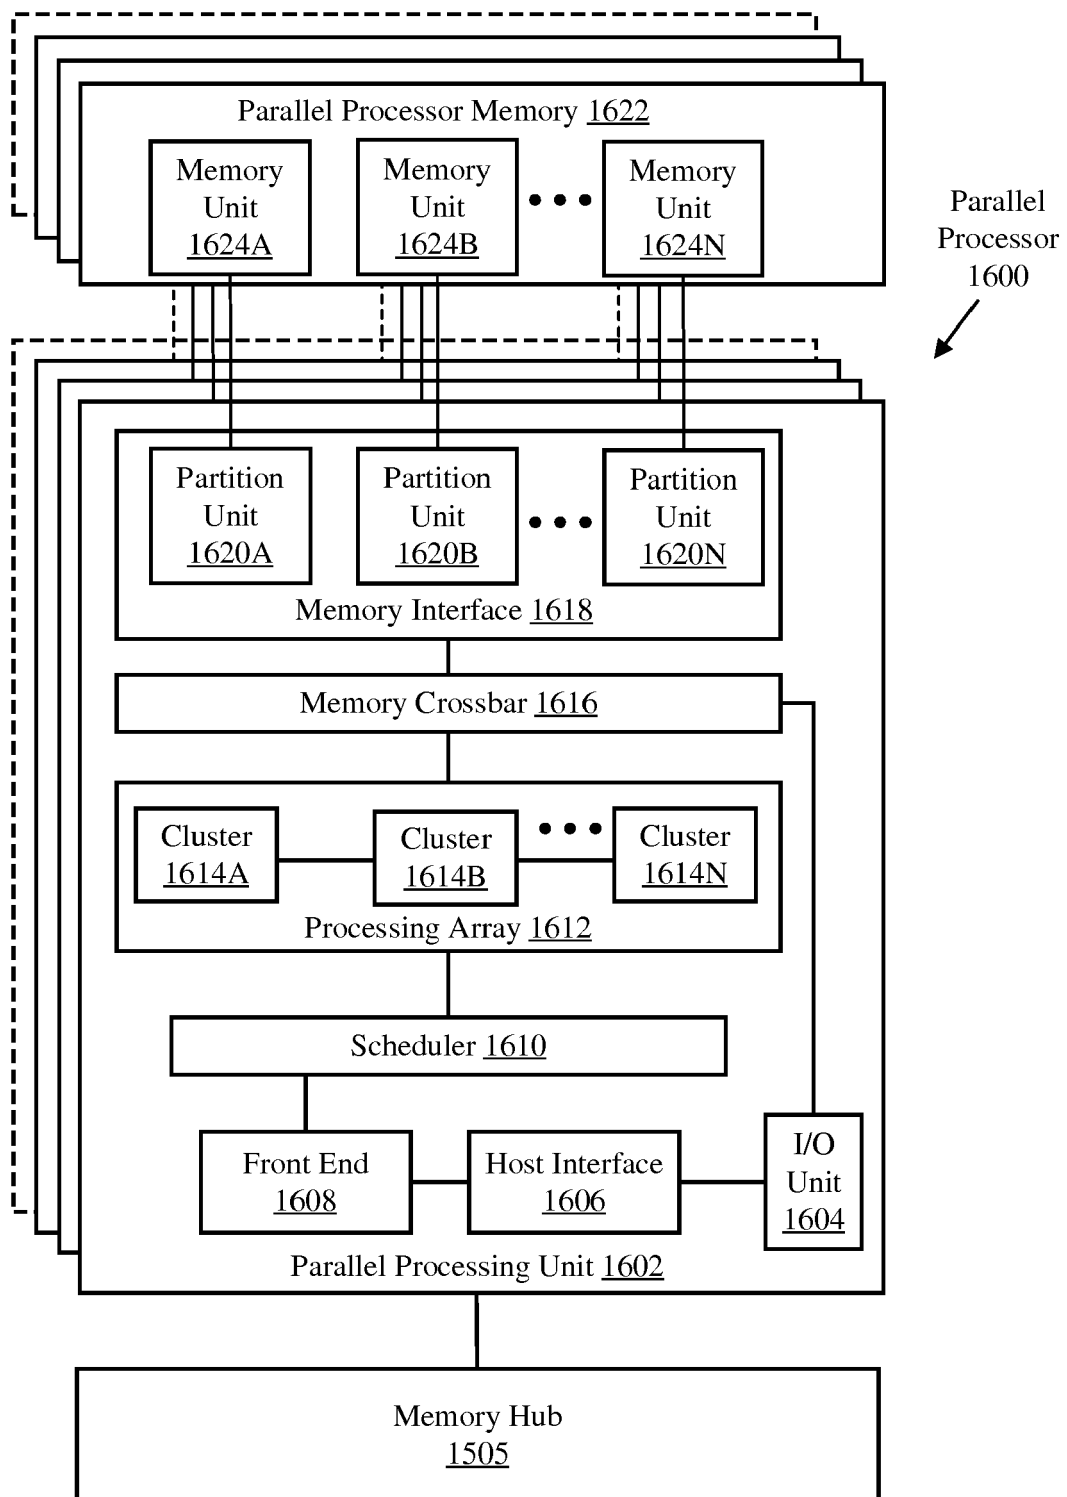 Parallel Processor Memory 1622
Memory
Unit
1624A
Memory
Unit
1624B
Memory
Unit
1624N
Parallel
Processor
1600
Partition
Unit
1620A
Partition
Unit
1620B
Partition
Unit
1620N
Memory Interface 1618
Memory Crossbar 1616
Cluster
1614A
Cluster
1614B
Cluster
1614N
Processing Array 1612
Scheduler 1610
Front End
1608
Host Interface
1606
I/O
Unit
1604
Parallel Processing Unit 1602
Memory Hub
1505